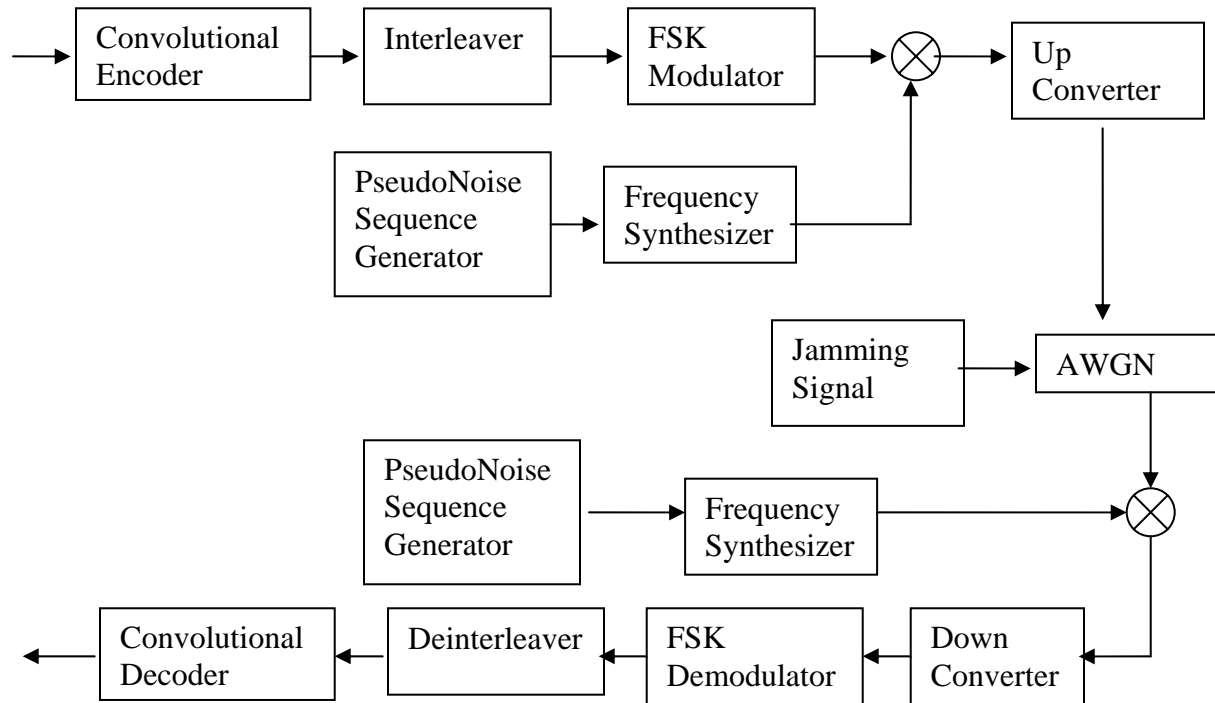 Convolutional
Encoder
Interleaver
FSK
Modulator
Up
Converter
PseudoNoise
Sequence
Generator
Frequency
Synthesizer
Jamming
Signal
AWGN
PseudoNoise
Sequence
Generator
Frequency
Synthesizer
Convolutional
Decoder
Deinterleaver
FSK
Demodulator
Down
Converter